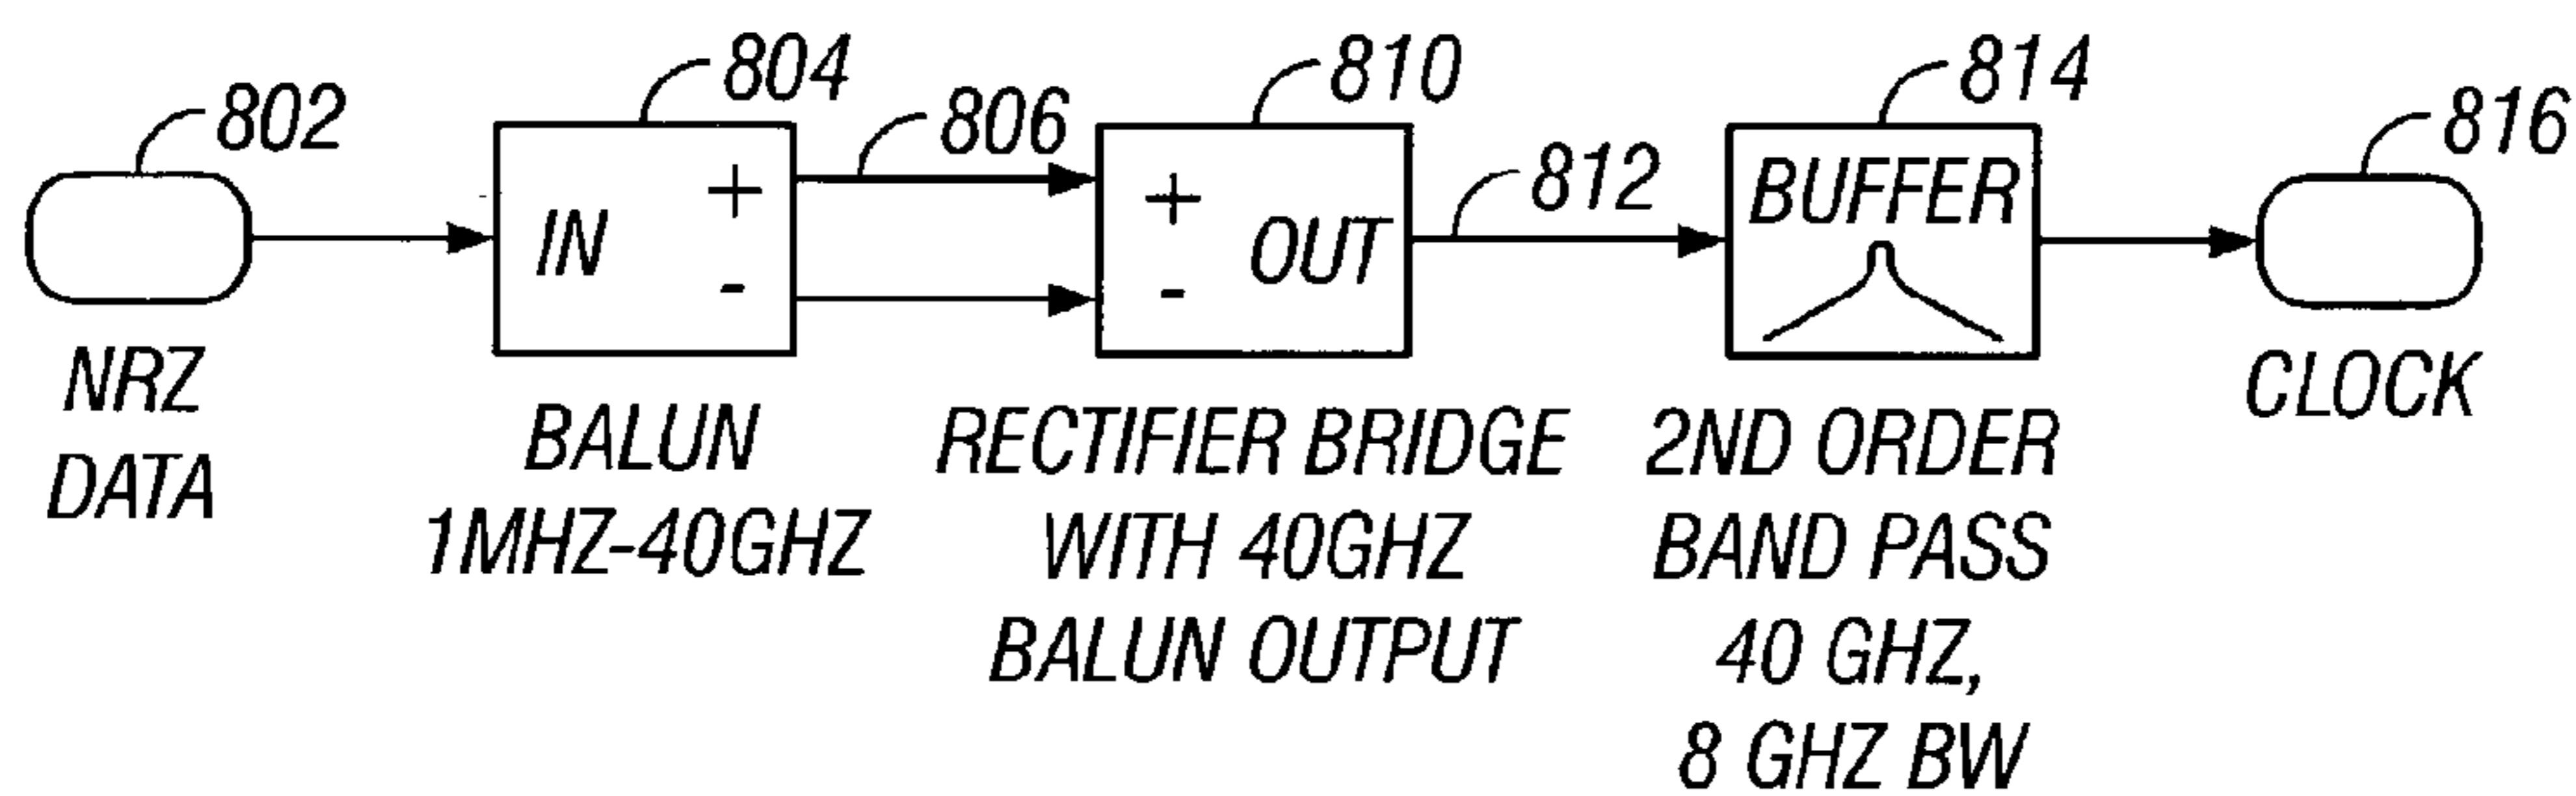 802
804
806
810
812
814
816
IN
+
-
+
-
OUT
BUFFER
NRZ
DATA
BALUN
1MHZ-40GHZ
RECTIFIER BRIDGE
WITH 40GHZ
BALUN OUTPUT
2ND ORDER
BAND PASS
40 GHZ,
8 GHZ BW
CLOCK